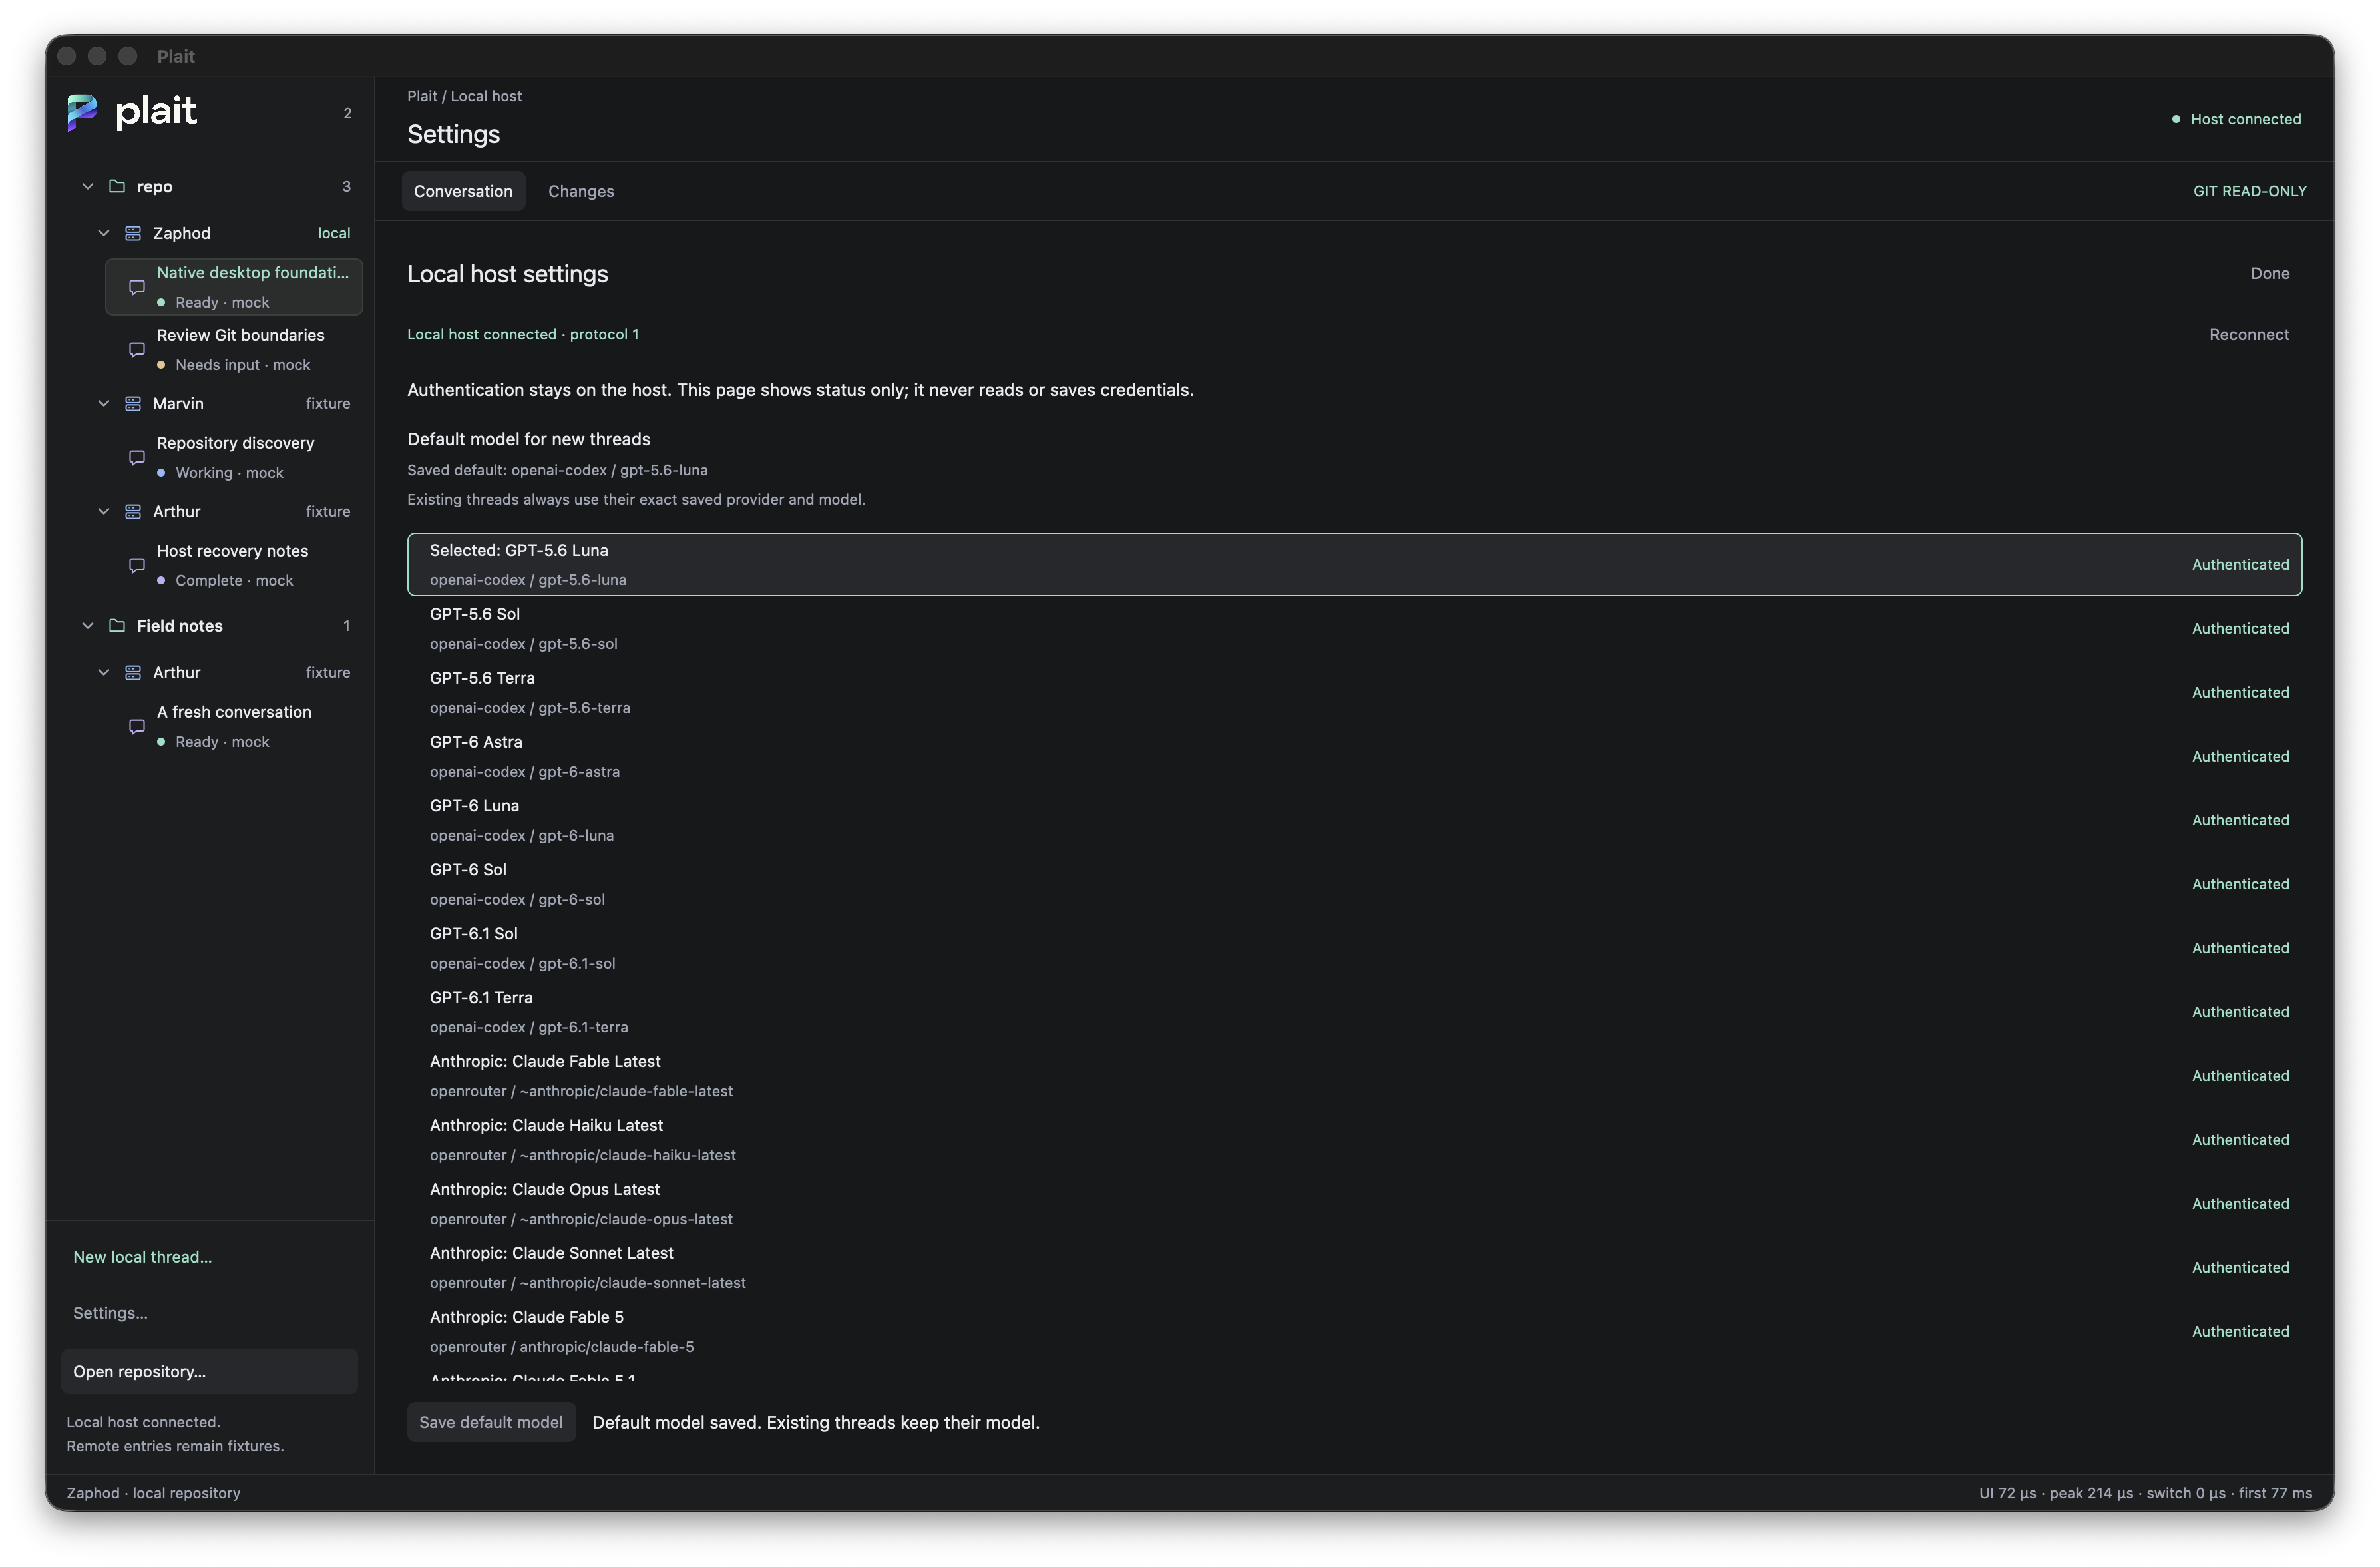 Plait
plait
2
repo
3
Zaphod
local
Native desktop foundati...
Ready · mock
Review Git boundaries
Needs input · mock
Marvin
fixture
Repository discovery
Working · mock
Arthur
fixture
Host recovery notes
Complete · mock
Field notes
1
Arthur
fixture
A fresh conversation
Ready · mock
New local thread...
Settings...
Open repository...
Local host connected.
Remote entries remain fixtures.
Plait / Local host
Settings
Host connected
Conversation
Changes
GIT READ-ONLY
Local host settings
Done
Local host connected · protocol 1
Reconnect
Authentication stays on the host. This page shows status only; it never reads or saves credentials.
Default model for new threads
Saved default: openai-codex / gpt-5.6-luna
Existing threads always use their exact saved provider and model.
Selected: GPT-5.6 Luna
openai-codex / gpt-5.6-luna
Authenticated
GPT-5.6 Sol
openai-codex / gpt-5.6-sol
Authenticated
GPT-5.6 Terra
openai-codex / gpt-5.6-terra
Authenticated
GPT-6 Astra
openai-codex / gpt-6-astra
Authenticated
GPT-6 Luna
openai-codex / gpt-6-luna
Authenticated
GPT-6 Sol
openai-codex / gpt-6-sol
Authenticated
GPT-6.1 Sol
openai-codex / gpt-6.1-sol
Authenticated
GPT-6.1 Terra
openai-codex / gpt-6.1-terra
Authenticated
Anthropic: Claude Fable Latest
openrouter / ~anthropic/claude-fable-latest
Authenticated
Anthropic: Claude Haiku Latest
openrouter / ~anthropic/claude-haiku-latest
Authenticated
Anthropic: Claude Opus Latest
openrouter / ~anthropic/claude-opus-latest
Authenticated
Anthropic: Claude Sonnet Latest
openrouter / ~anthropic/claude-sonnet-latest
Authenticated
Anthropic: Claude Fable 5
openrouter / anthropic/claude-fable-5
Authenticated
Anthropic: Claude Fable 5.1
Save default model
Default model saved. Existing threads keep their model.
Zaphod · local repository
UI 72 µs · peak 214 µs · switch 0 µs · first 77 ms